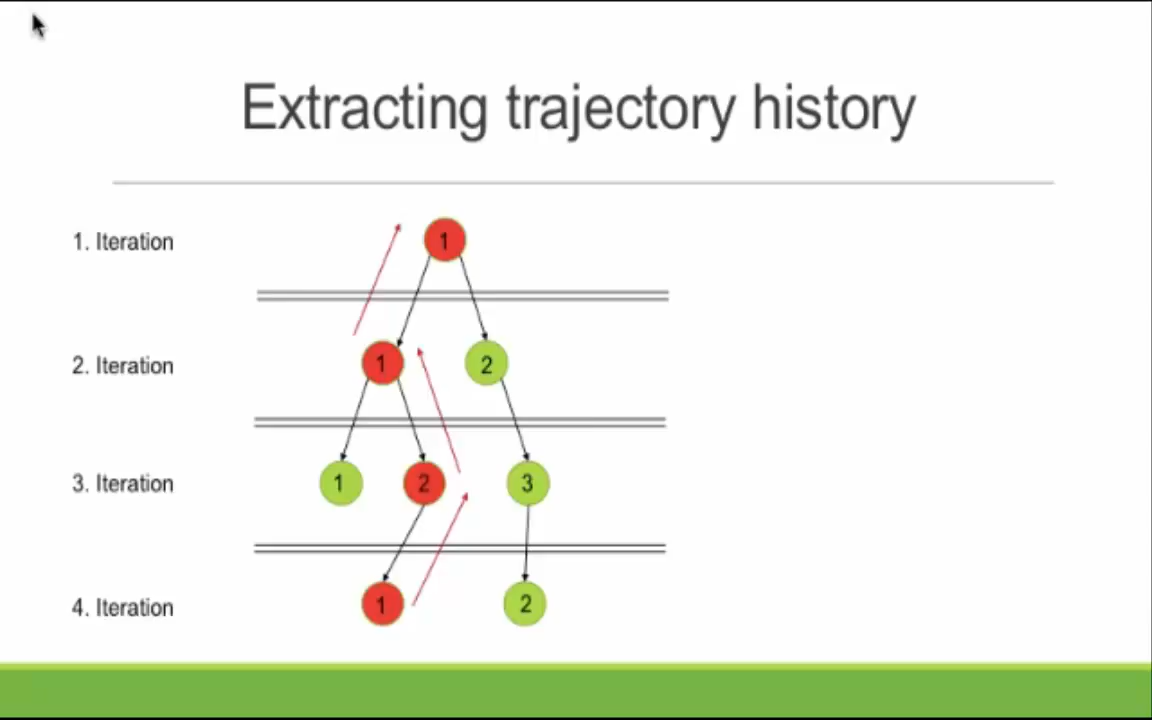 Extracting trajectory history
1. Iteration
1
2. Iteration
1
2
3. Iteration
1
2
3
4. Iteration
1
2